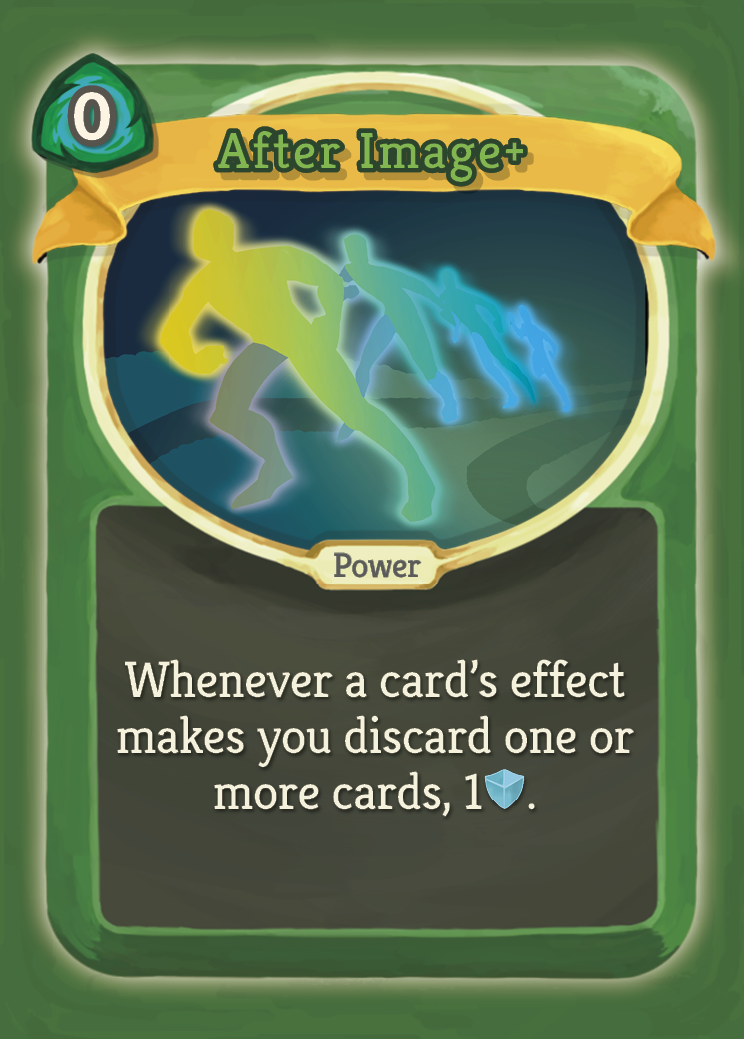 0
After Image+
Power
Whenever a card’s effect
makes you discard one or
more cards, 1.